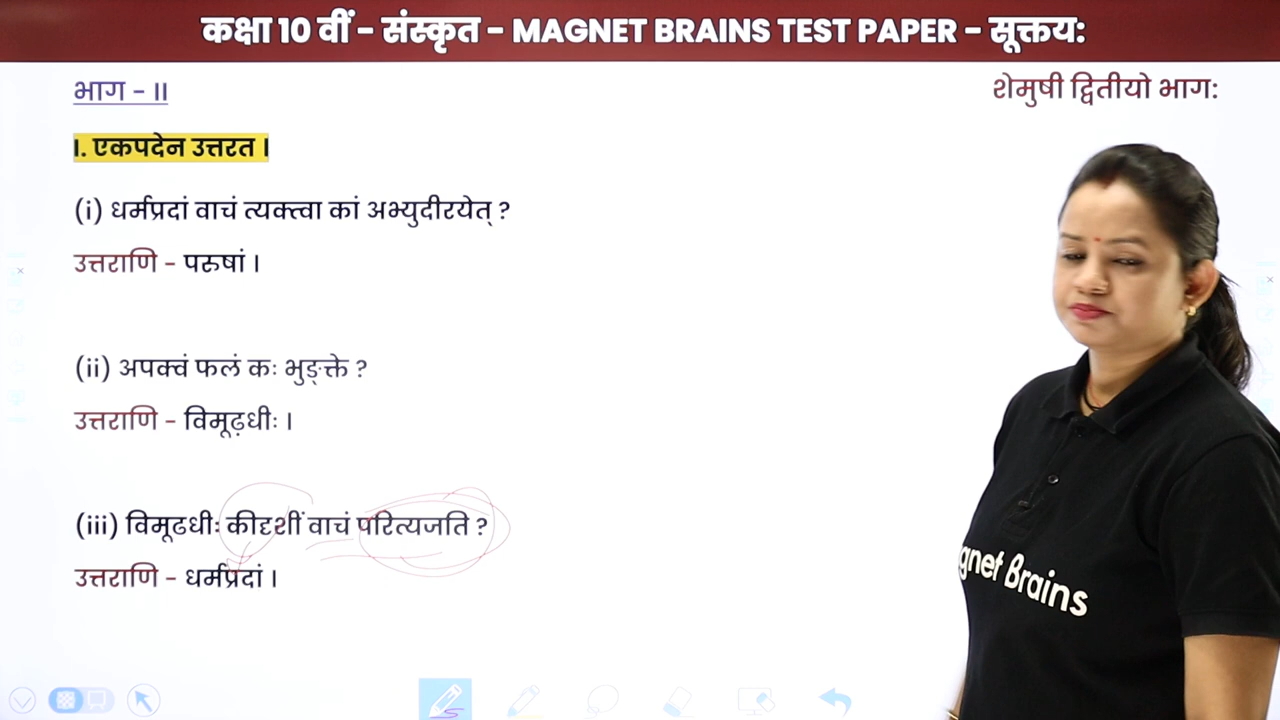 कक्षा 10 वीं - संस्कृत - MAGNET BRAINS TEST PAPER - सूक्तय:
भाग - II
शेमुषी द्वितीयो भाग:
I. एकपदेन उत्तरत ।
(i) धर्मप्रदां वाचं त्यक्त्वा कां अभ्युदीरयेत् ?
उत्तराणि - परुषां ।
(ii) अपक्वं फलं कः भुङ्क्ते ?
उत्तराणि - विमूढ़धीः ।
(iii) विमूढधीः कीदृशीं वाचं परित्यजति ?
उत्तराणि - धर्मप्रदां ।
gnet Brains